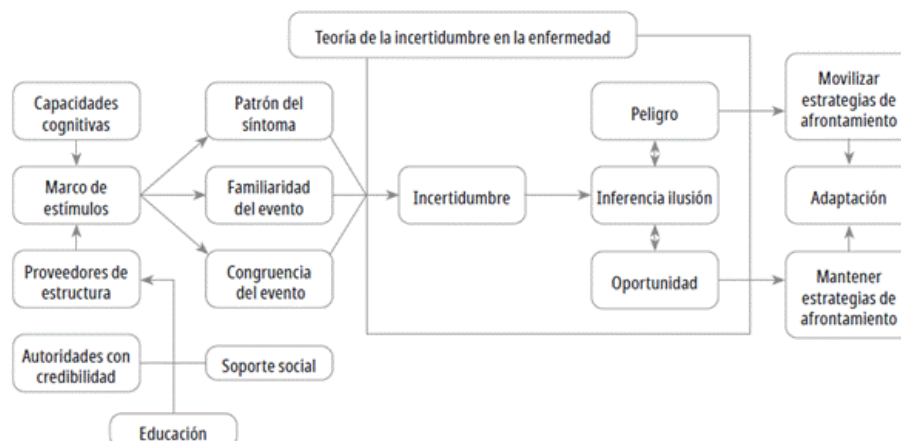 Teoría de la incertidumbre en la enfermedad
Capacidades
cognitivas
Patrón del
síntoma
Peligro
Movilizar
estrategias de
afrontamiento
Marco de
estímulos
Familiaridad
del evento
Incertidumbre
Inferencia ilusión
Adaptación
Proveedores de
estructura
Congruencia
del evento
Oportunidad
Mantener
estrategias de
afrontamiento
Autoridades con
credibilidad
Soporte social
Educación